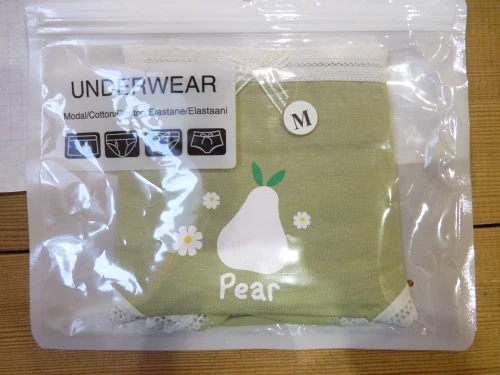 UNDERWEAR
Modal/Cotton/ Elastane/Elastaani
M
Pear